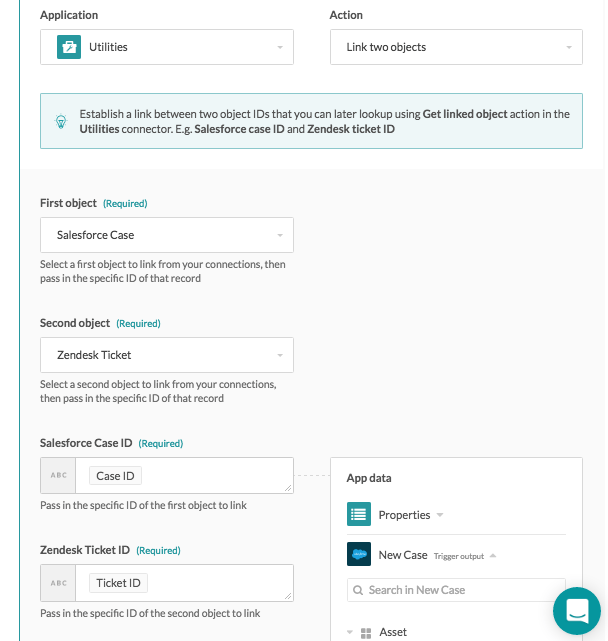 Application
Action
Utilities
Link two objects
Establish a link between two object IDs that you can later lookup using Get linked object action in the
Utilities connector. E.g. Salesforce case ID and Zendesk ticket ID
First object (Required)
Salesforce Case
Select a first object to link from your connections, then
pass in the specific ID of that record
Second object (Required)
Zendesk Ticket
Select a second object to link from your connections,
then pass in the specific ID of that record
Salesforce Case ID (Required)
ABC Case ID
Pass in the specific ID of the first object to link
Zendesk Ticket ID (Required)
ABC Ticket ID
Pass in the specific ID of the second object to link
App data
Properties
New Case Trigger output
Search in New Case
Asset